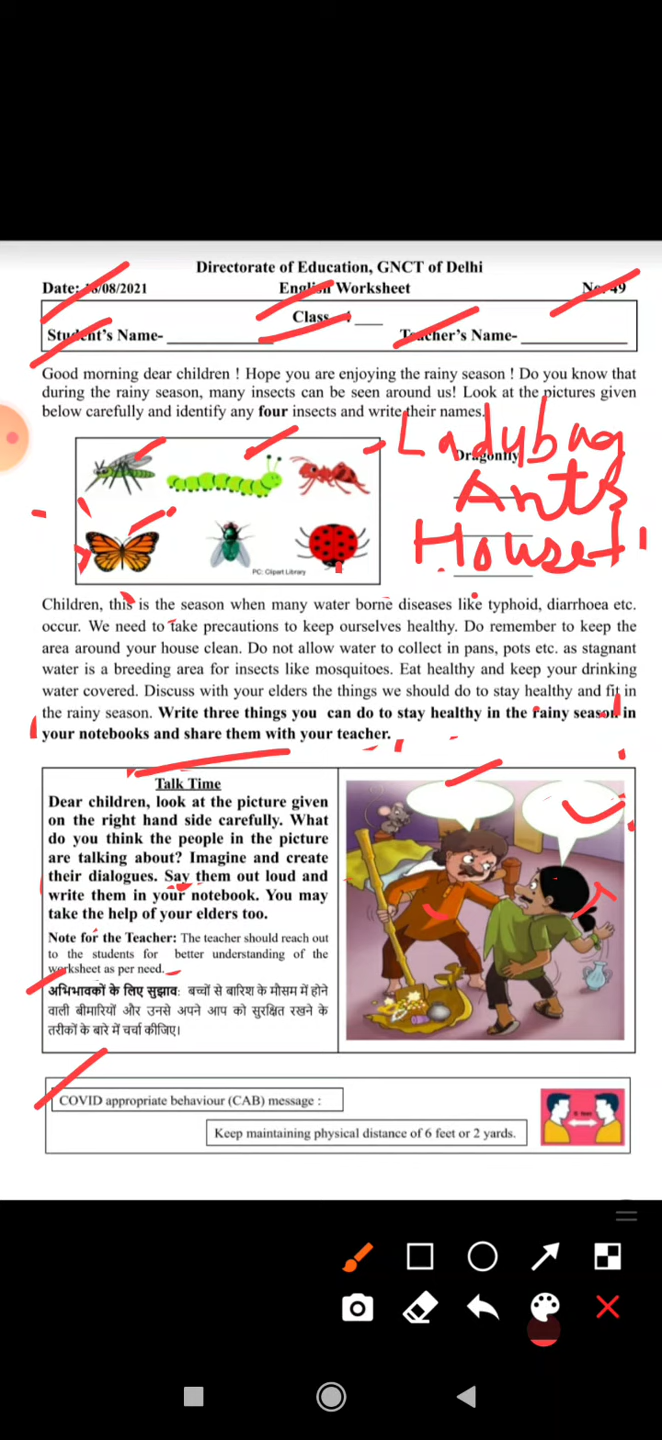 Directorate of Education, GNCT of Delhi
Date: /08/2021 English Worksheet No. 49
Class
Student's Name- Teacher's Name-
Good morning dear children ! Hope you are enjoying the rainy season ! Do you know that
during the rainy season, many insects can be seen around us! Look at the pictures given
below carefully and identify any four insects and write their names.
Ladybug
Dragonfly
Ants
Housefl
PC: Clipart Library
Children, this is the season when many water borne diseases like typhoid, diarrhoea etc.
occur. We need to take precautions to keep ourselves healthy. Do remember to keep the
area around your house clean. Do not allow water to collect in pans, pots etc. as stagnant
water is a breeding area for insects like mosquitoes. Eat healthy and keep your drinking
water covered. Discuss with your elders the things we should do to stay healthy and fit in
the rainy season. Write three things you can do to stay healthy in the rainy season in
your notebooks and share them with your teacher.
Talk Time
Dear children, look at the picture given
on the right hand side carefully. What
do you think the people in the picture
are talking about? Imagine and create
their dialogues. Say them out loud and
write them in your notebook. You may
take the help of your elders too.
Note for the Teacher: The teacher should reach out
to the students for better understanding of the
worksheet as per need.
अभिभावकों के लिए सुझाव: बच्चों से बारिश के मौसम में होने
वाली बीमारियों और उनसे अपने आप को सुरक्षित रखने के
तरीकों के बारे में चर्चा कीजिए।
COVID appropriate behaviour (CAB) message :
Keep maintaining physical distance of 6 feet or 2 yards.